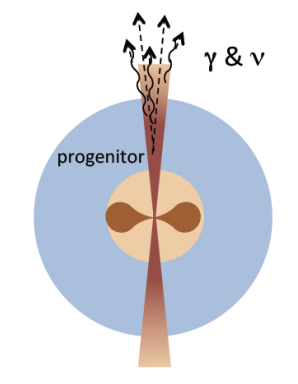 γ & ν
progenitor